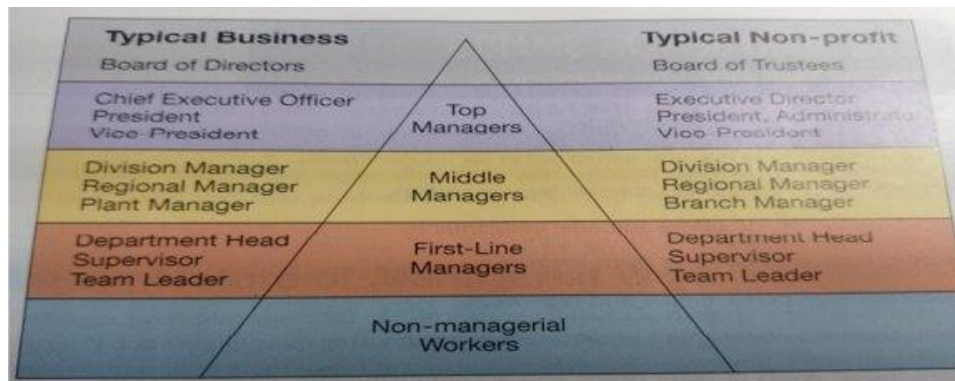 Typical Business
Typical Non-profit
Board of Directors
Board of Trustees
Chief Executive Officer
President
Vice-President
Top
Managers
Executive Director
President, Administrato
Vice-President
Division Manager
Regional Manager
Plant Manager
Middle
Managers
Division Manager
Regional Manager
Branch Manager
Department Head
Supervisor
Team Leader
First-Line
Managers
Department Head
Supervisor
Team Leader
Non-managerial
Workers